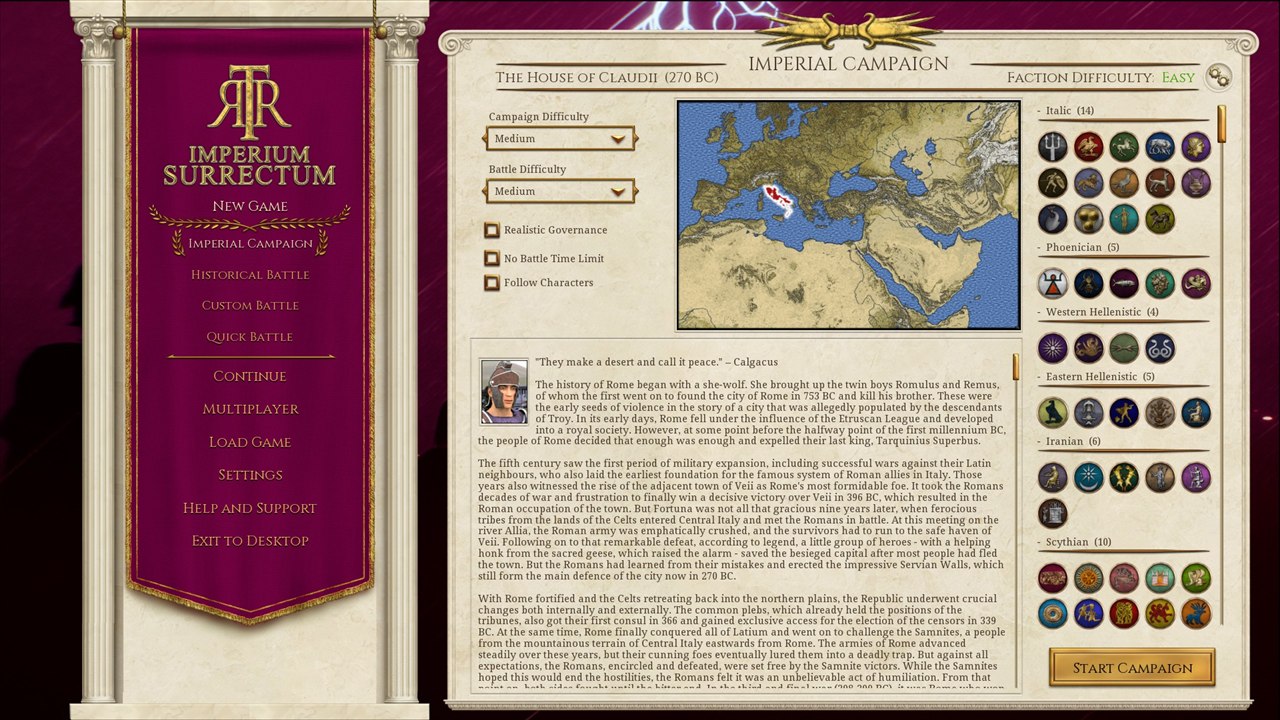 RTR
IMPERIUM
SURRECTUM
New Game
Imperial Campaign
Historical Battle
Custom Battle
Quick Battle
Continue
Multiplayer
Load Game
Settings
Help and Support
Exit to Desktop
The House of Claudii (270 BC)
Imperial Campaign
Faction Difficulty: Easy
Campaign Difficulty
Medium
Battle Difficulty
Medium
Realistic Governance
No Battle Time Limit
Follow Characters
"They make a desert and call it peace." – Calgacus
The history of Rome began with a she-wolf. She brought up the twin boys Romulus and Remus,
of whom the first went on to found the city of Rome in 753 BC and kill his brother. These were
the early seeds of violence in the story of a city that was allegedly populated by the descendants
of Troy. In its early days, Rome fell under the influence of the Etruscan League and developed
into a royal society. However, at some point before the halfway point of the first millennium BC,
the people of Rome decided that enough was enough and expelled their last king, Tarquinius Superbus.
The fifth century saw the first period of military expansion, including successful wars against their Latin
neighbours, who also laid the earliest foundation for the famous system of Roman allies in Italy. Those
years also witnessed the rise of the adjacent town of Veii as Rome's most formidable foe. It took the Romans
decades of war and frustration to finally win a decisive victory over Veii in 396 BC, which resulted in the
Roman occupation of the town. But Fortuna was not all that gracious nine years later, when ferocious
tribes from the lands of the Celts entered Central Italy and met the Romans in battle. At this meeting on the
river Allia, the Roman army was emphatically crushed, and the survivors had to run to the safe haven of
Veii. Following on to that remarkable defeat, according to legend, a little group of heroes - with a helping
honk from the sacred geese, which raised the alarm - saved the besieged capital after most people had fled
the town. But the Romans had learned from their mistakes and erected the impressive Servian Walls, which
still form the main defence of the city now in 270 BC.
With Rome fortified and the Celts retreating back into the northern plains, the Republic underwent crucial
changes both internally and externally. The common plebs, which already held the positions of the
tribunes, also got their first consul in 366 and gained exclusive access for the election of the censors in 339
BC. At the same time, Rome finally conquered all of Latium and went on to challenge the Samnites, a people
from the mountainous terrain of Central Italy eastwards from Rome. The armies of Rome advanced
steadily over these years, but their cunning foes eventually lured them into a deadly trap. But against all
expectations, the Romans, encircled and defeated, were set free by the Samnite victors. While the Samnites
hoped this would end the hostilities, the Romans felt it was an unbelievable act of humiliation. From that
point on, both sides fought until the bitter end. In the third and final war (298-290 BC), it was Rome who won
- Italic (14)
- Phoenician (5)
- Western Hellenistic (4)
- Eastern Hellenistic (5)
- Iranian (6)
- Scythian (10)
Start Campaign